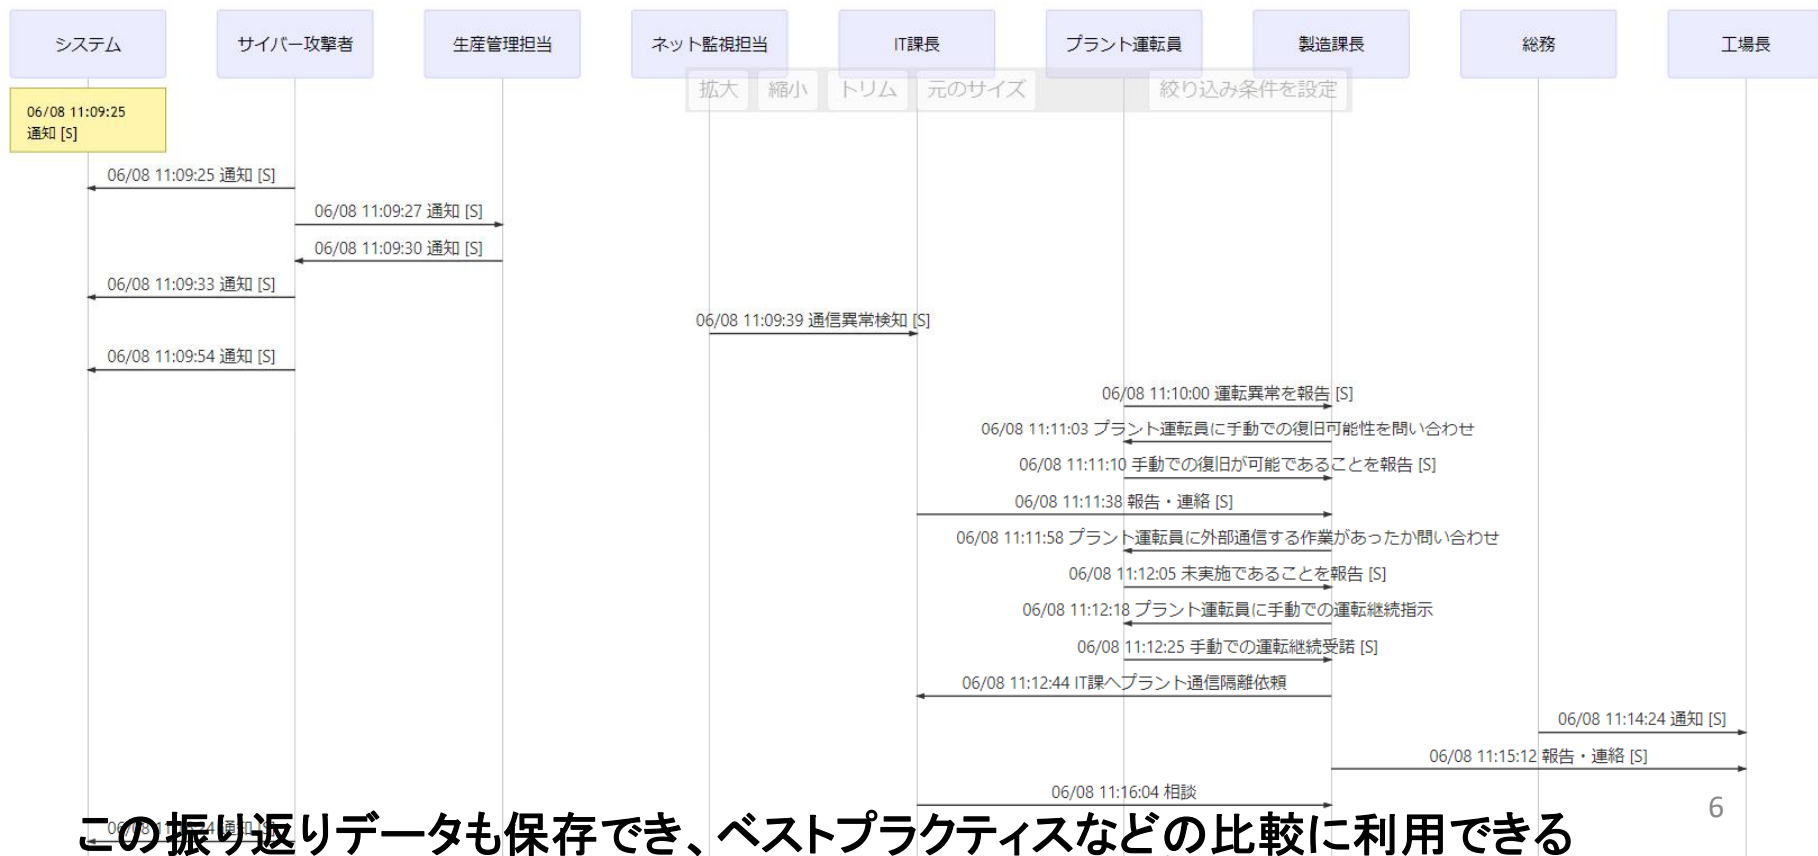 システム
サイバー攻撃者
生産管理担当
ネット監視担当
IT課長
プラント運転員
製造課長
総務
工場長
拡大
縮小
トリム
元のサイズ
絞り込み条件を設定
06/08 11:09:25
通知 [S]
06/08 11:09:25 通知 [S]
06/08 11:09:27 通知 [S]
06/08 11:09:30 通知 [S]
06/08 11:09:33 通知 [S]
06/08 11:09:39 通信異常検知 [S]
06/08 11:09:54 通知 [S]
06/08 11:10:00 運転異常を報告 [S]
06/08 11:11:03 プラント運転員に手動での復旧可能性を問い合わせ
06/08 11:11:10 手動での復旧が可能であることを報告 [S]
06/08 11:11:38 報告・連絡 [S]
06/08 11:11:58 プラント運転員に外部通信する作業があったか問い合わせ
06/08 11:12:05 未実施であることを報告 [S]
06/08 11:12:18 プラント運転員に手動での運転継続指示
06/08 11:12:25 手動での運転継続受諾 [S]
06/08 11:12:44 IT課へプラント通信隔離依頼
06/08 11:14:24 通知 [S]
06/08 11:15:12 報告・連絡 [S]
06/08 11:16:04 相談
6
この振り返りデータも保存でき、ベストプラクティスなどの比較に利用できる